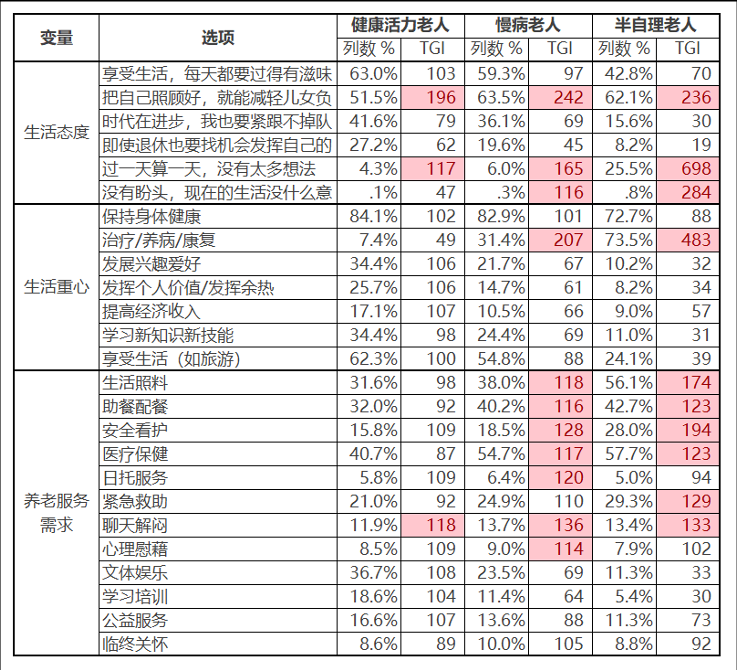 变量 选项 健康活力老人 慢病老人 半自理老人
列数 % TGI 列数 % TGI 列数 % TGI
生活态度
享受生活，每天都要过得有滋味 63.0% 103 59.3% 97 42.8% 70
把自己照顾好，就能减轻儿女负 51.5% 196 63.5% 242 62.1% 236
时代在进步，我也要紧跟不掉队 41.6% 79 36.1% 69 15.6% 30
即使退休也要找机会发挥自己的 27.2% 62 19.6% 45 8.2% 19
过一天算一天，没有太多想法 4.3% 117 6.0% 165 25.5% 698
没有盼头，现在的生活没什么意 .1% 47 .3% 116 .8% 284
生活重心
保持身体健康 84.1% 102 82.9% 101 72.7% 88
治疗/养病/康复 7.4% 49 31.4% 207 73.5% 483
发展兴趣爱好 34.4% 106 21.7% 67 10.2% 32
发挥个人价值/发挥余热 25.7% 106 14.7% 61 8.2% 34
提高经济收入 17.1% 107 10.5% 66 9.0% 57
学习新知识新技能 34.4% 98 24.4% 69 11.0% 31
享受生活（如旅游） 62.3% 100 54.8% 88 24.1% 39
养老服务
需求
生活照料 31.6% 98 38.0% 118 56.1% 174
助餐配餐 32.0% 92 40.2% 116 42.7% 123
安全看护 15.8% 109 18.5% 128 28.0% 194
医疗保健 40.7% 87 54.7% 117 57.7% 123
日托服务 5.8% 109 6.4% 120 5.0% 94
紧急救助 21.0% 92 24.9% 110 29.3% 129
聊天解闷 11.9% 118 13.7% 136 13.4% 133
心理慰藉 8.5% 109 9.0% 114 7.9% 102
文体娱乐 36.7% 108 23.5% 69 11.3% 33
学习培训 18.6% 104 11.4% 64 5.4% 30
公益服务 16.6% 107 13.6% 88 11.3% 73
临终关怀 8.6% 89 10.0% 105 8.8% 92